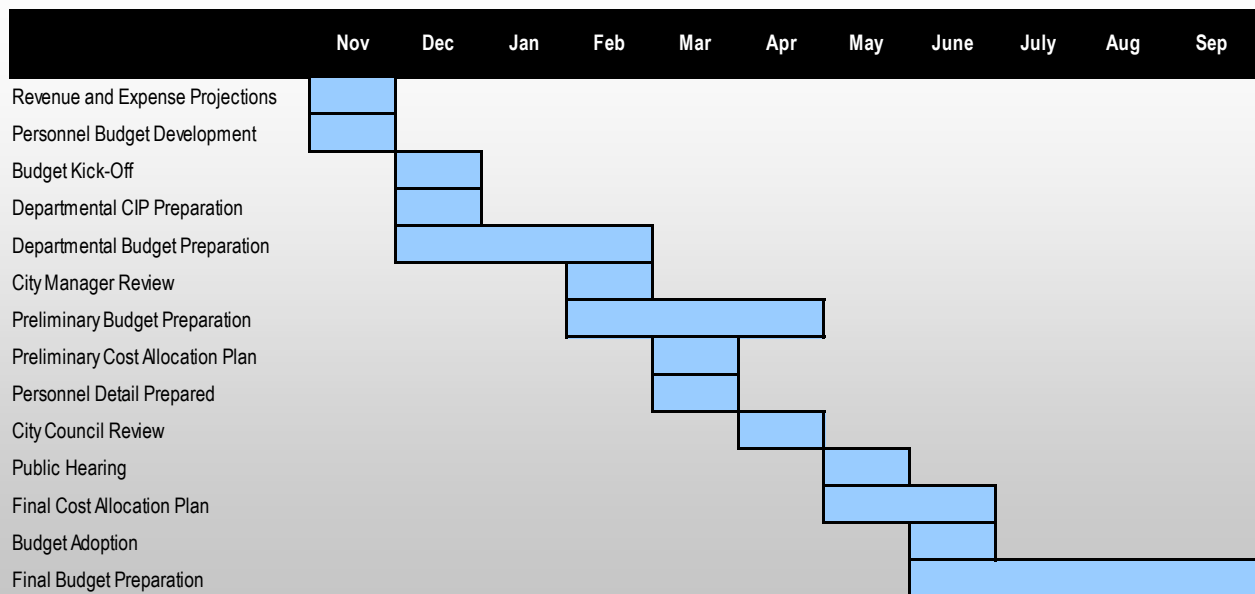 Nov Dec Jan Feb Mar Apr May June July Aug Sep
Revenue and Expense Projections
Personnel Budget Development
Budget Kick-Off
Departmental CIP Preparation
Departmental Budget Preparation
City Manager Review
Preliminary Budget Preparation
Preliminary Cost Allocation Plan
Personnel Detail Prepared
City Council Review
Public Hearing
Final Cost Allocation Plan
Budget Adoption
Final Budget Preparation